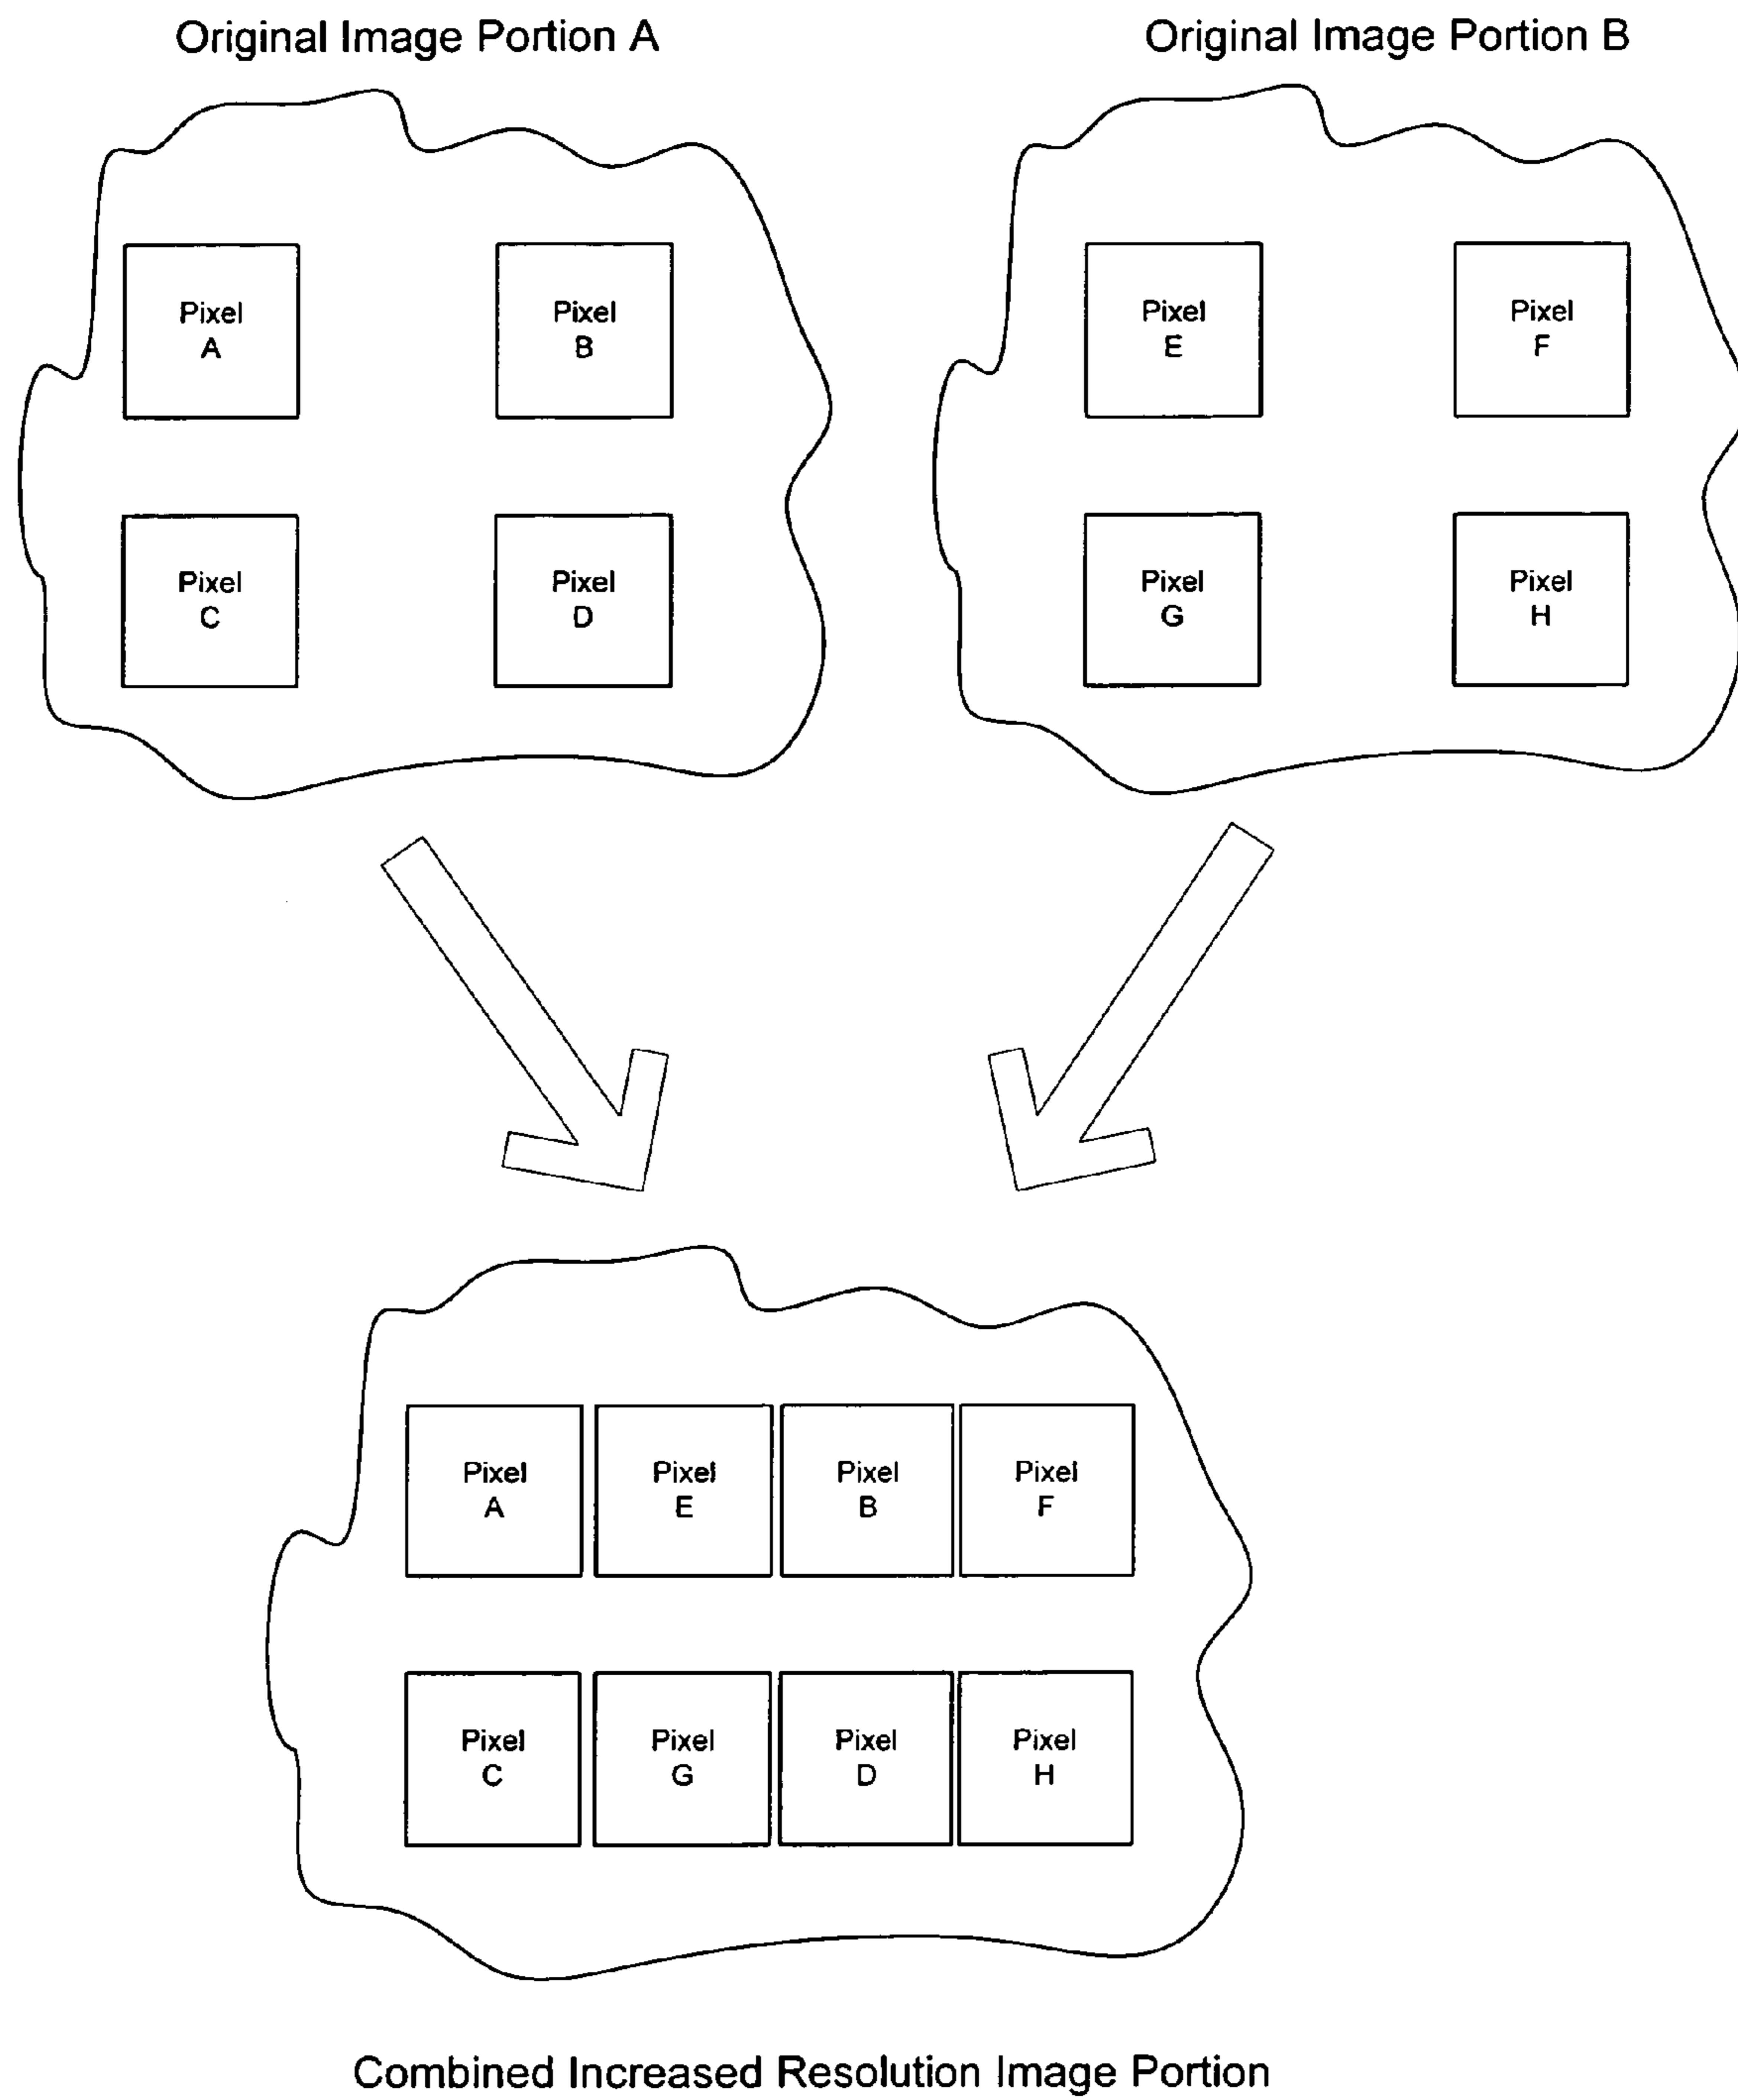 Original Image Portion A
Original Image Portion B
Pixel
A
Pixel
B
Pixel
E
Pixel
F
Pixel
C
Pixel
D
Pixel
G
Pixel
H
Pixel
A
Pixel
E
Pixel
B
Pixel
F
Pixel
C
Pixel
G
Pixel
D
Pixel
H
Combined Increased Resolution Image Portion